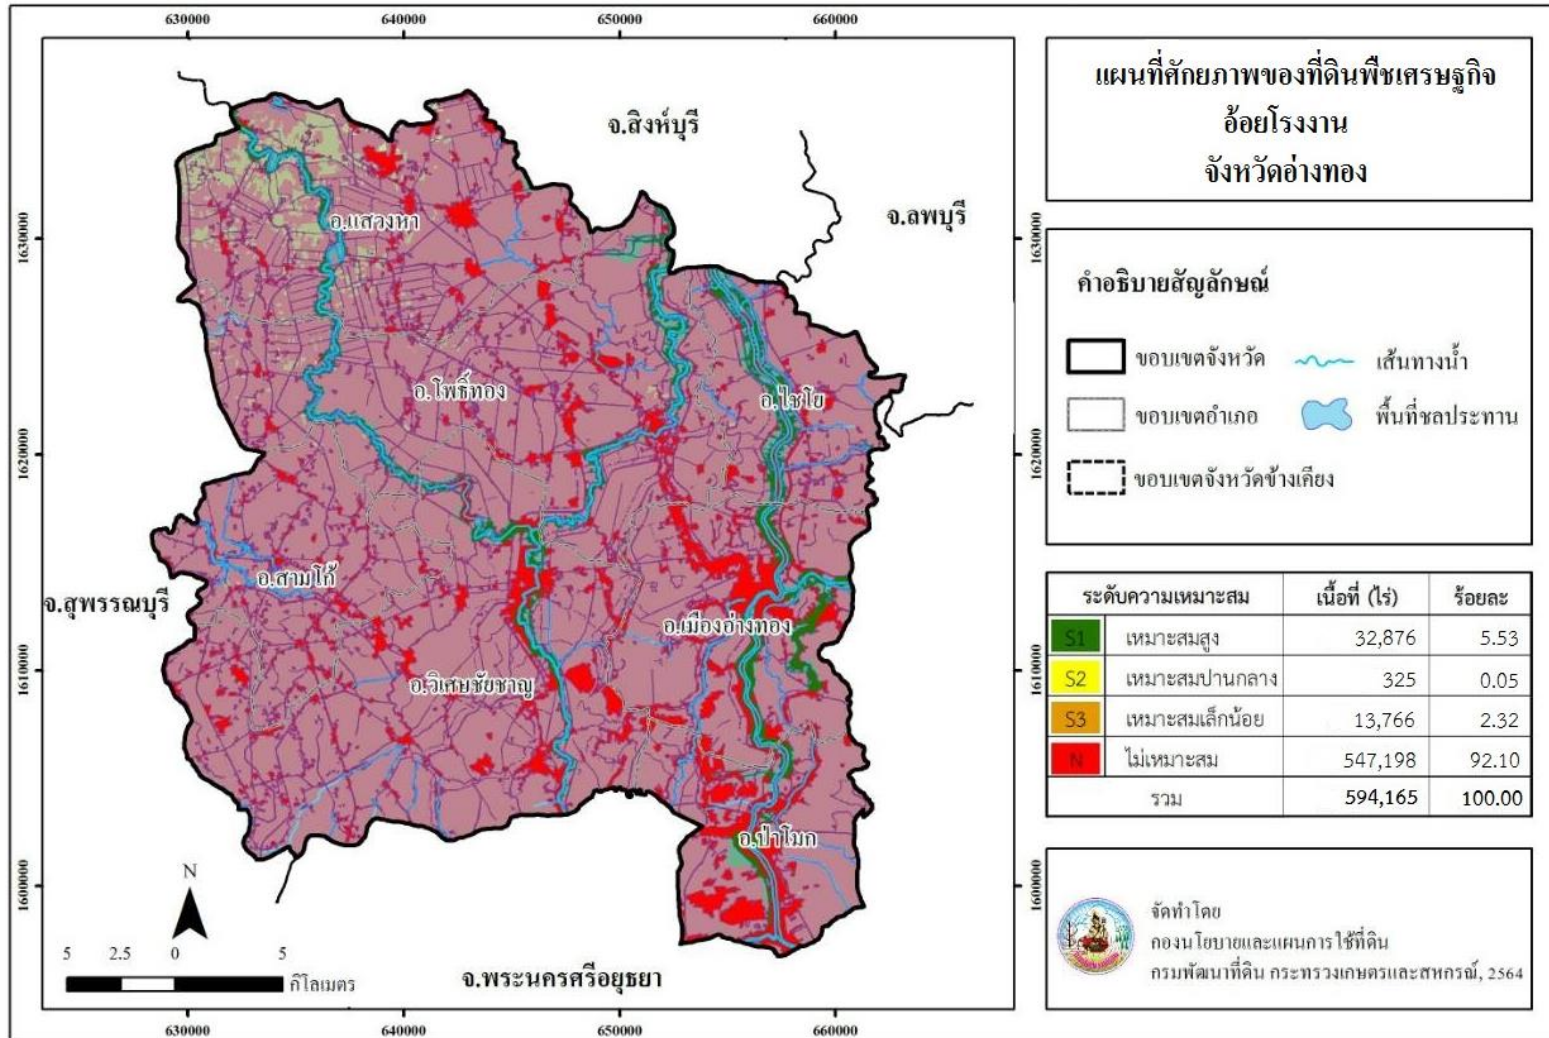 630000 640000 650000 660000
แผนที่ศักยภาพของที่ดินพืชเศรษฐกิจ
อ้อยโรงงาน
จังหวัดอ่างทอง
จ.สิงห์บุรี
จ.ลพบุรี
1630000 1630000
อ.แสวงหา
คำอธิบายสัญลักษณ์
ขอบเขตจังหวัด เส้นทางน้ำ
ขอบเขตอำเภอ พื้นที่ชลประทาน
ขอบเขตจังหวัดข้างเคียง
อ.โพธิ์ทอง
อ.ไชโย
1620000 1620000
อ.สามโก้
จ.สุพรรณบุรี
อ.เมืองอ่างทอง
อ.วิเศษชัยชาญ
1610000 1610000
ระดับความเหมาะสม เนื้อที่ (ไร่) ร้อยละ
S1 เหมาะสมสูง 32,876 5.53
S2 เหมาะสมปานกลาง 325 0.05
S3 เหมาะสมเล็กน้อย 13,766 2.32
N ไม่เหมาะสม 547,198 92.10
รวม 594,165 100.00
อ.ป่าโมก
1600000 1600000
N
5 2.5 0 5
กิโลเมตร
จ.พระนครศรีอยุธยา
จัดทำโดย
กองนโยบายและแผนการใช้ที่ดิน
กรมพัฒนาที่ดิน กระทรวงเกษตรและสหกรณ์, 2564
630000 640000 650000 660000